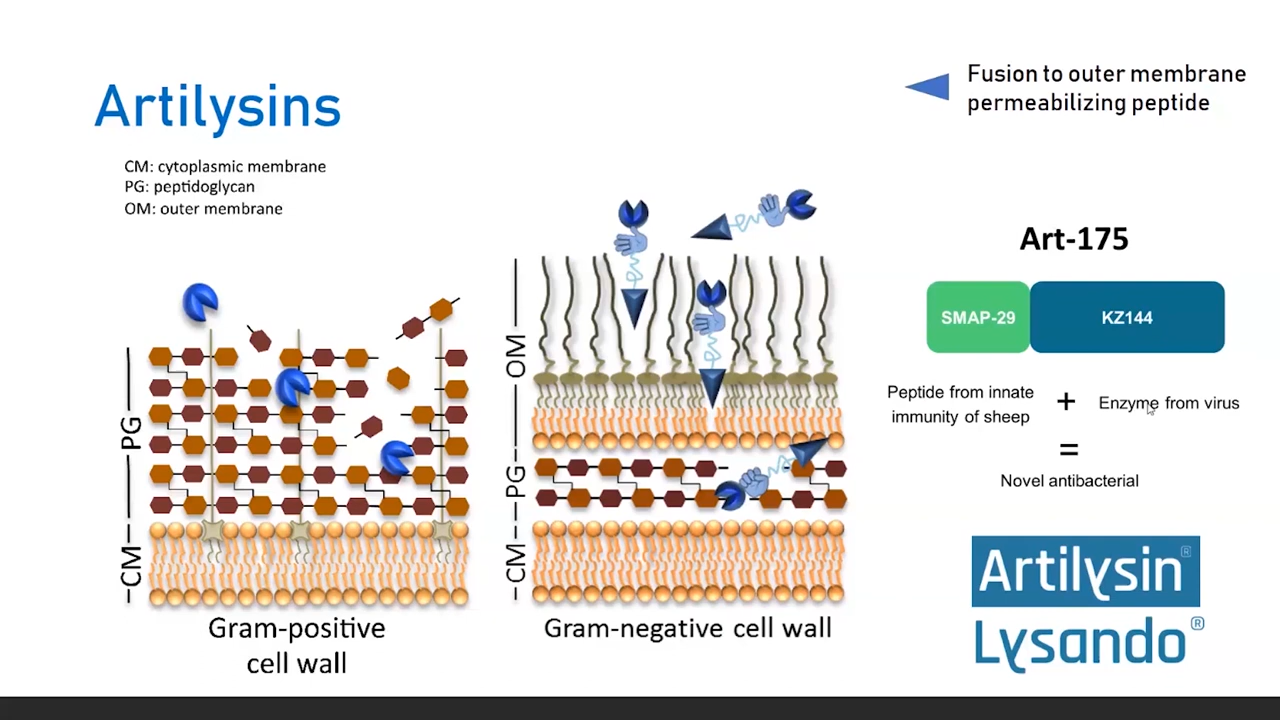 Artilysins
CM: cytoplasmic membrane
PG: peptidoglycan
OM: outer membrane
Fusion to outer membrane
permeabilizing peptide
PG
CM
Gram-positive
cell wall
OM
PG
CM
Gram-negative cell wall
Art-175
SMAP-29
KZ144
Peptide from innate
immunity of sheep
+
Enzyme from virus
=
Novel antibacterial
Artilysin®
Lysando®